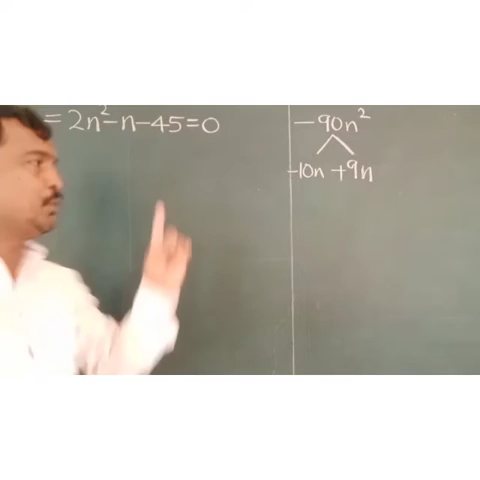 = 2n²-n-45=0
-90n²
-10n +9n